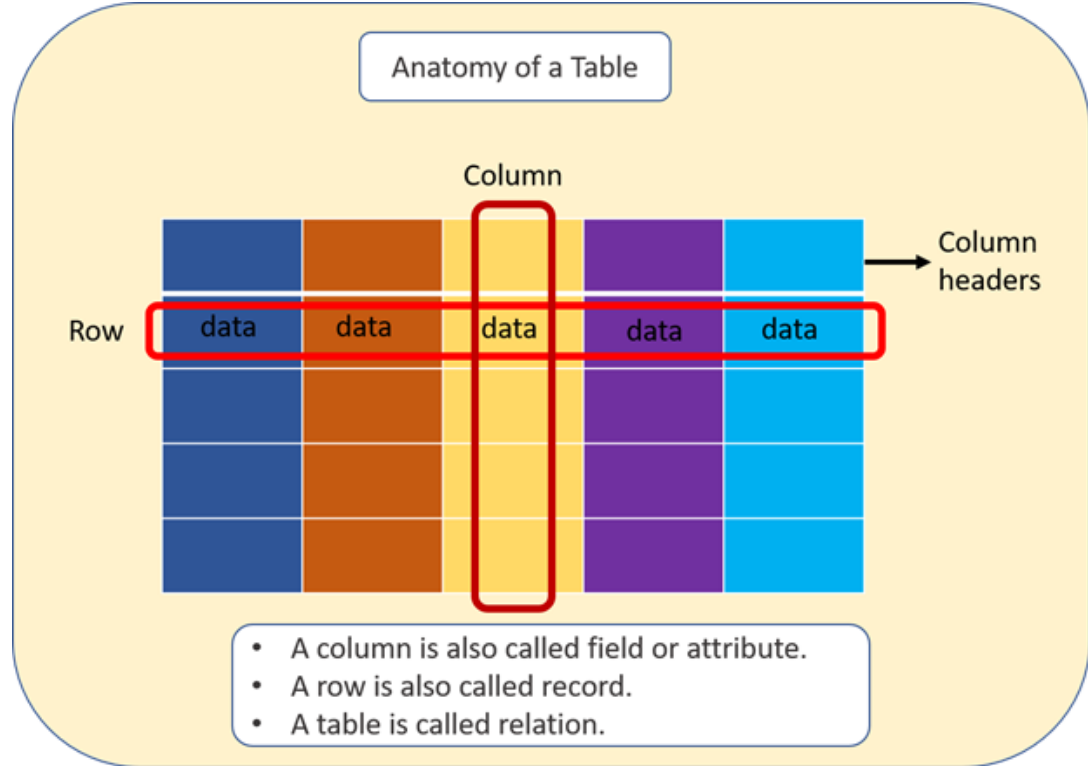 Anatomy of a Table
Column
Column
headers
Row
data
data
data
data
data
• A column is also called field or attribute.
• A row is also called record.
• A table is called relation.